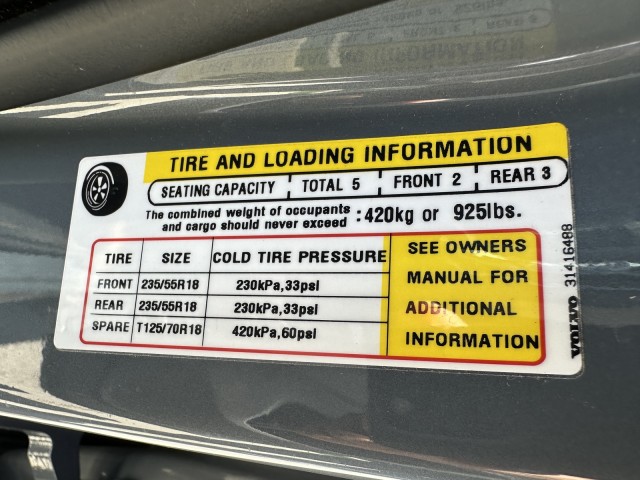 TIRE AND LOADING INFORMATION
SEATING CAPACITY TOTAL 5 FRONT 2 REAR 3
The combined weight of occupants
and cargo should never exceed : 420kg or 925lbs.
TIRE SIZE COLD TIRE PRESSURE
FRONT 235/55R18 230kPa,33psi
REAR 235/55R18 230kPa,33psi
SPARE T125/70R18 420kPa,60psi
SEE OWNERS
MANUAL FOR
ADDITIONAL
INFORMATION
VOLVO 31416488